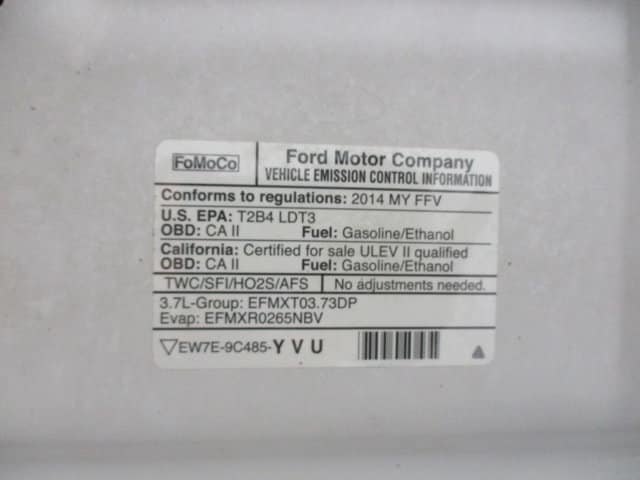 FoMoCo
Ford Motor Company
VEHICLE EMISSION CONTROL INFORMATION
Conforms to regulations: 2014 MY FFV
U.S. EPA: T2B4 LDT3
OBD: CA II Fuel: Gasoline/Ethanol
California: Certified for sale ULEV II qualified
OBD: CA II Fuel: Gasoline/Ethanol
TWC/SFI/HO2S/AFS No adjustments needed.
3.7L-Group: EFMXT03.73DP
Evap: EFMXR0265NBV
EW7E-9C485-Y V U